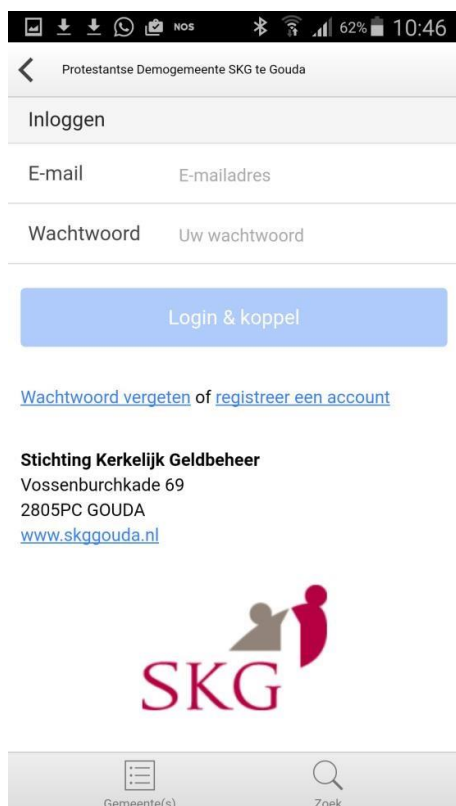 NOS 62% 10:46
Protestantse Demogemeente SKG te Gouda
Inloggen
E-mail E-mailadres
Wachtwoord Uw wachtwoord
Login & koppel
Wachtwoord vergeten of registreer een account
Stichting Kerkelijk Geldbeheer
Vossenburchkade 69
2805PC GOUDA
www.skggouda.nl
SKG
Gemeente(s) Zoek